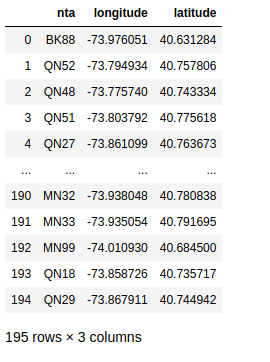 nta longitude latitude
0 BK88 -73.976051 40.631284
1 QN52 -73.794934 40.757806
2 QN48 -73.775740 40.743334
3 QN51 -73.803792 40.775618
4 QN27 -73.861099 40.763673
... ... ... ...
190 MN32 -73.938048 40.780838
191 MN33 -73.935054 40.791695
192 MN99 -74.010930 40.684500
193 QN18 -73.858726 40.735717
194 QN29 -73.867911 40.744942
195 rows × 3 columns